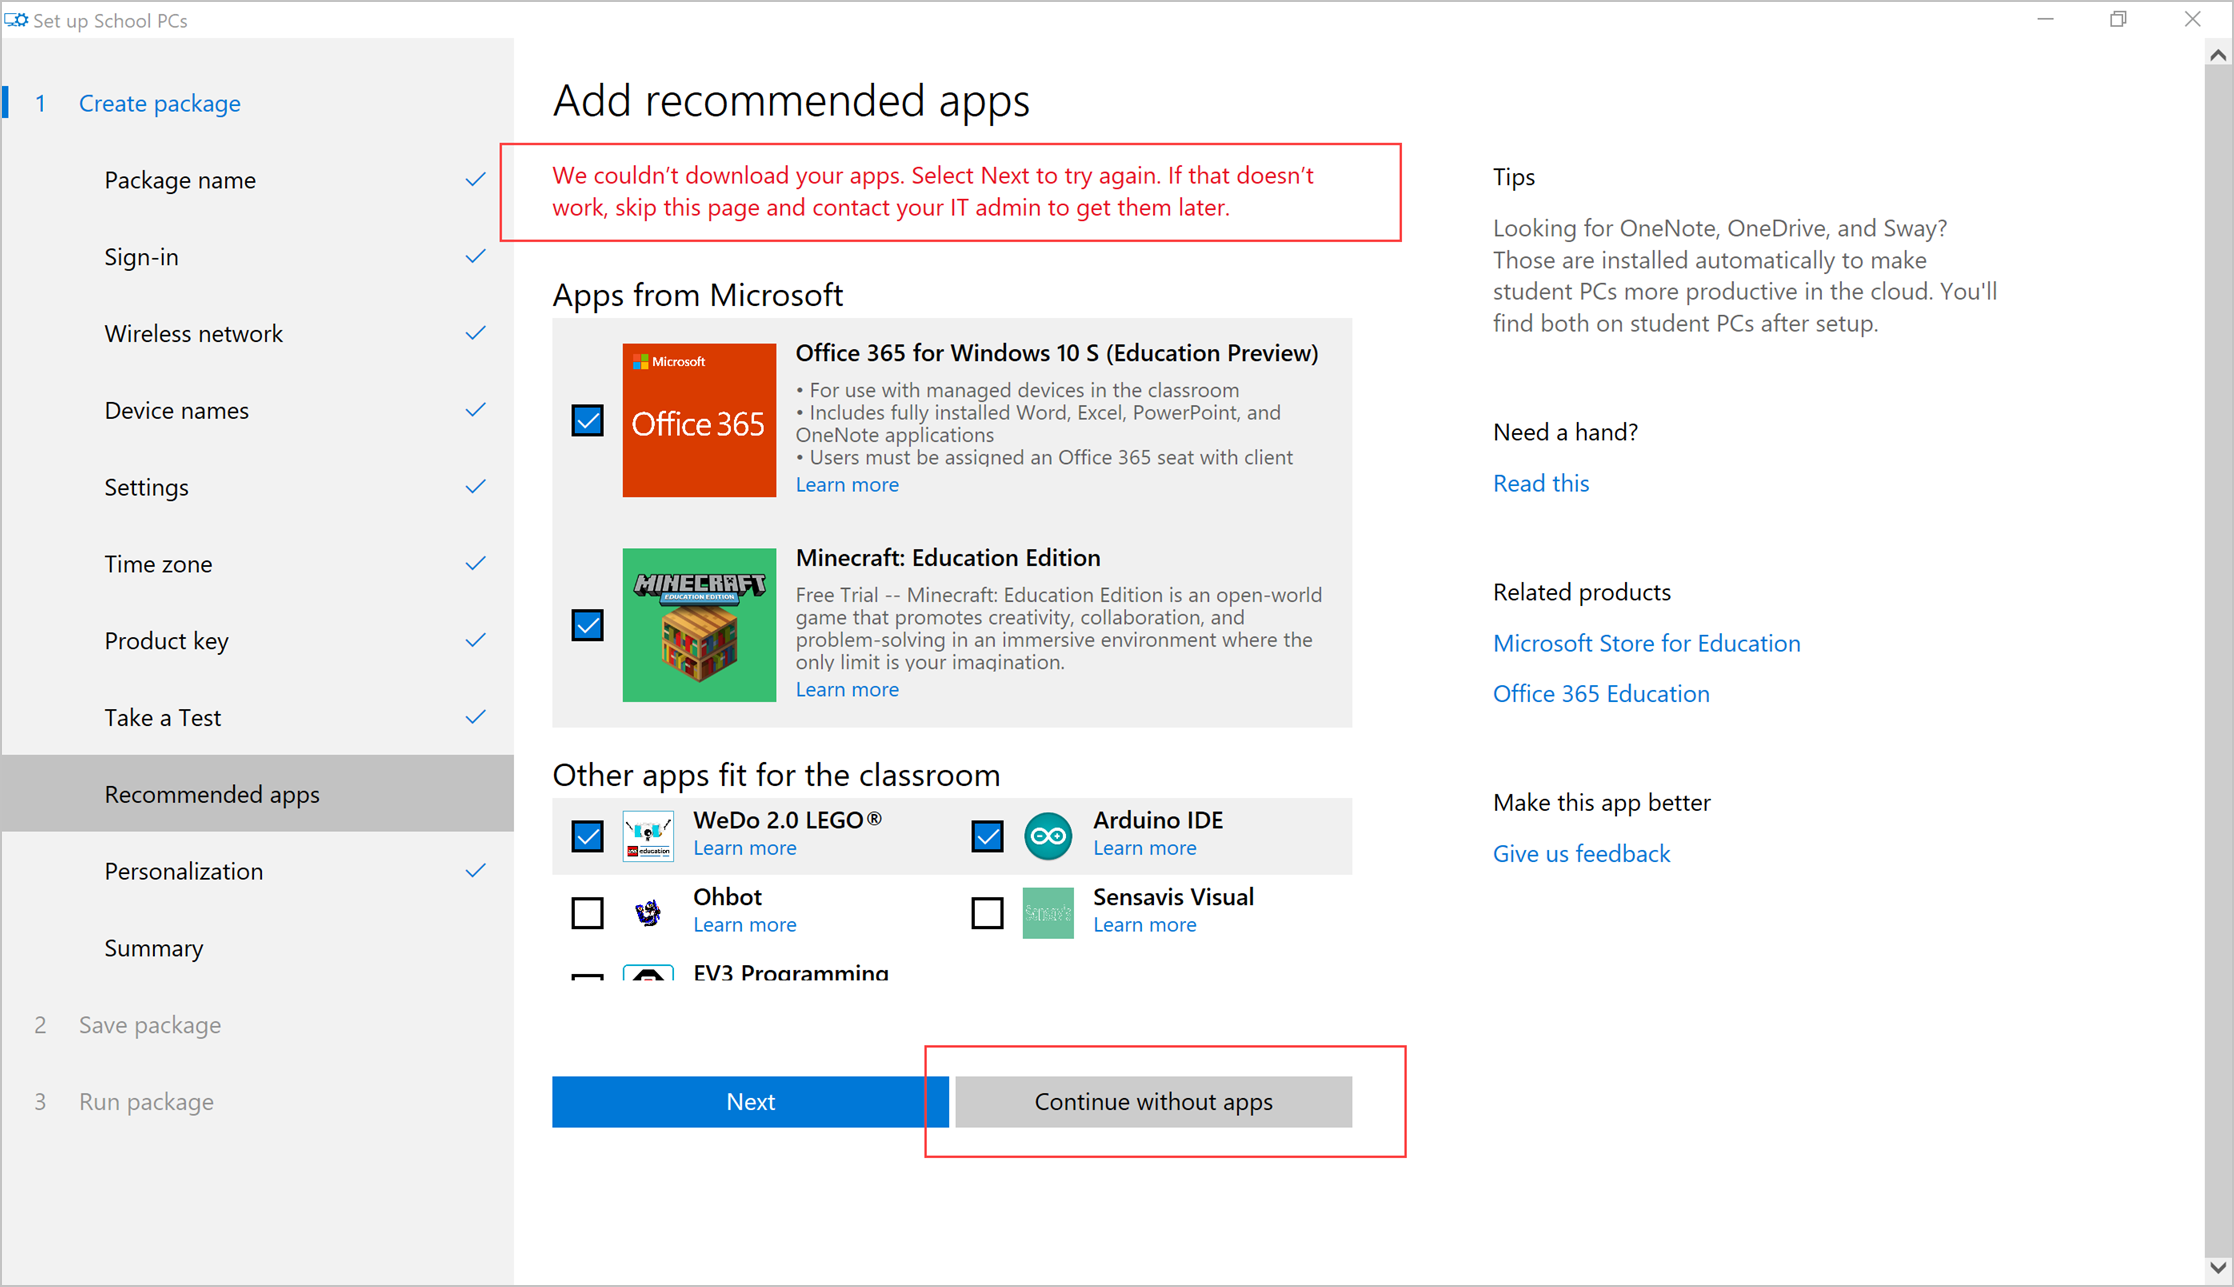 Set up School PCs
1 Create package
Package name
Sign-in
Wireless network
Device names
Settings
Time zone
Product key
Take a Test
Recommended apps
Personalization
Summary
2 Save package
3 Run package
Add recommended apps
We couldn't download your apps. Select Next to try again. If that doesn't
work, skip this page and contact your IT admin to get them later.
Apps from Microsoft
Microsoft
Office 365
Office 365 for Windows 10 S (Education Preview)
• For use with managed devices in the classroom
• Includes fully installed Word, Excel, PowerPoint, and
OneNote applications
• Users must be assigned an Office 365 seat with client
Learn more
MINECRAFT
EDUCATION EDITION
Minecraft: Education Edition
Free Trial -- Minecraft: Education Edition is an open-world
game that promotes creativity, collaboration, and
problem-solving in an immersive environment where the
only limit is your imagination.
Learn more
Other apps fit for the classroom
education
WeDo 2.0 LEGO®
Learn more
Arduino IDE
Learn more
Ohbot
Learn more
Sensavis
Sensavis Visual
Learn more
EV3 Programming
Next
Continue without apps
Tips
Looking for OneNote, OneDrive, and Sway?
Those are installed automatically to make
student PCs more productive in the cloud. You'll
find both on student PCs after setup.
Need a hand?
Read this
Related products
Microsoft Store for Education
Office 365 Education
Make this app better
Give us feedback